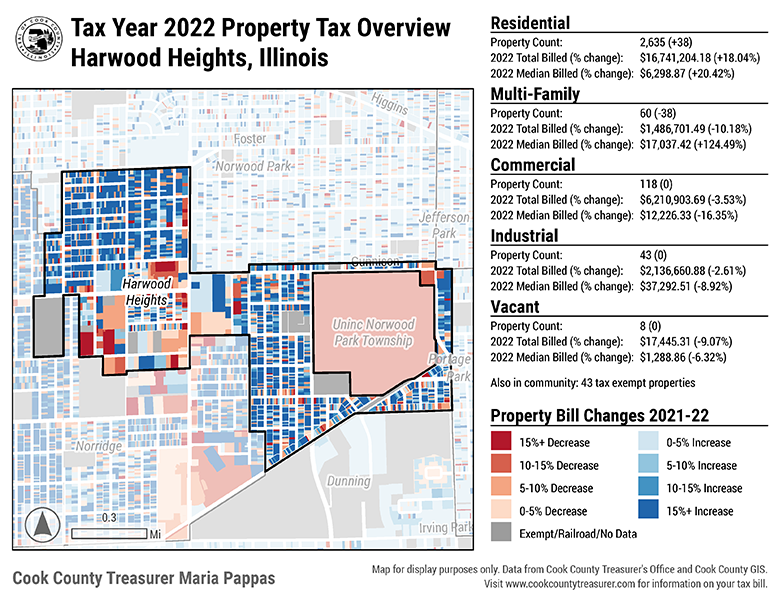 Tax Year 2022 Property Tax Overview
Harwood Heights, Illinois
Higgins
Foster
Norwood Park
Jefferson
Park
Gunnison
Harwood
Heights
Uninc Norwood
Park Township
Portage
Park
Norridge
Dunning
Irving Park
0.3
Mi
Residential
Property Count: 2,635 (+38)
2022 Total Billed (% change): $16,741,204.18 (+18.04%)
2022 Median Billed (% change): $6,298.87 (+20.42%)
Multi-Family
Property Count: 60 (-38)
2022 Total Billed (% change): $1,486,701.49 (-10.18%)
2022 Median Billed (% change): $17,037.42 (+124.49%)
Commercial
Property Count: 118 (0)
2022 Total Billed (% change): $6,210,903.69 (-3.53%)
2022 Median Billed (% change): $12,226.33 (-16.35%)
Industrial
Property Count: 43 (0)
2022 Total Billed (% change): $2,136,660.88 (-2.61%)
2022 Median Billed (% change): $37,292.51 (-8.92%)
Vacant
Property Count: 8 (0)
2022 Total Billed (% change): $17,445.31 (-9.07%)
2022 Median Billed (% change): $1,288.86 (-6.32%)
Also in community: 43 tax exempt properties
Property Bill Changes 2021-22
15%+ Decrease
10-15% Decrease
5-10% Decrease
0-5% Decrease
0-5% Increase
5-10% Increase
10-15% Increase
15%+ Increase
Exempt/Railroad/No Data
Cook County Treasurer Maria Pappas
Map for display purposes only. Data from Cook County Treasurer's Office and Cook County GIS.
Visit www.cookcountytreasurer.com for information on your tax bill.